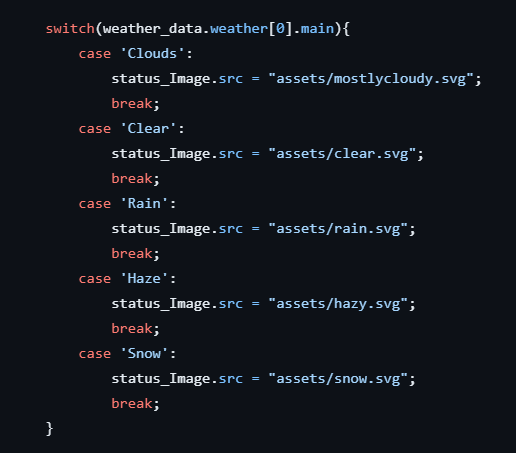 switch(weather_data.weather[0].main){
case 'Clouds':
status_Image.src = "assets/mostlycloudy.svg";
break;
case 'Clear':
status_Image.src = "assets/clear.svg";
break;
case 'Rain':
status_Image.src = "assets/rain.svg";
break;
case 'Haze':
status_Image.src = "assets/hazy.svg";
break;
case 'Snow':
status_Image.src = "assets/snow.svg";
break;
}